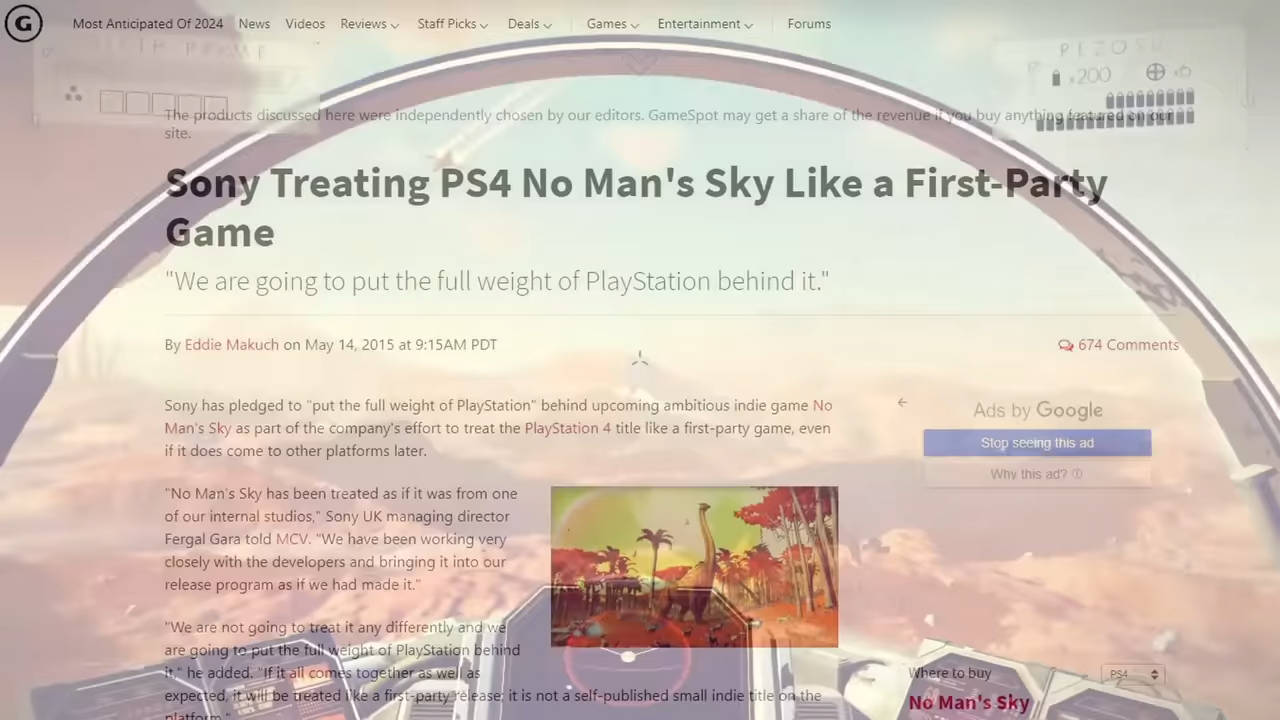 G
Most Anticipated Of 2024 News Videos Reviews Staff Picks Deals Games Entertainment Forums
PEZOSU
x200
x6
The products discussed here were independently chosen by our editors. GameSpot may get a share of the revenue if you buy anything featured on our
site.
Sony Treating PS4 No Man's Sky Like a First-Party
Game
"We are going to put the full weight of PlayStation behind it."
By Eddie Makuch on May 14, 2015 at 9:15AM PDT
674 Comments
Sony has pledged to "put the full weight of PlayStation" behind upcoming ambitious indie game No
Man's Sky as part of the company's effort to treat the PlayStation 4 title like a first-party game, even
if it does come to other platforms later.
"No Man's Sky has been treated as if it was from one
of our internal studios," Sony UK managing director
Fergal Gara told MCV. "We have been working very
closely with the developers and bringing it into our
release program as if we had made it."
"We are not going to treat it any differently and we
are going to put the full weight of PlayStation behind
it," he added. "If it all comes together as well as
expected, it will be treated like a first-party release; it is not a self-published small indie title on the
platform."
Ads by Google
Stop seeing this ad
Why this ad?
Where to buy
PS4
No Man's Sky